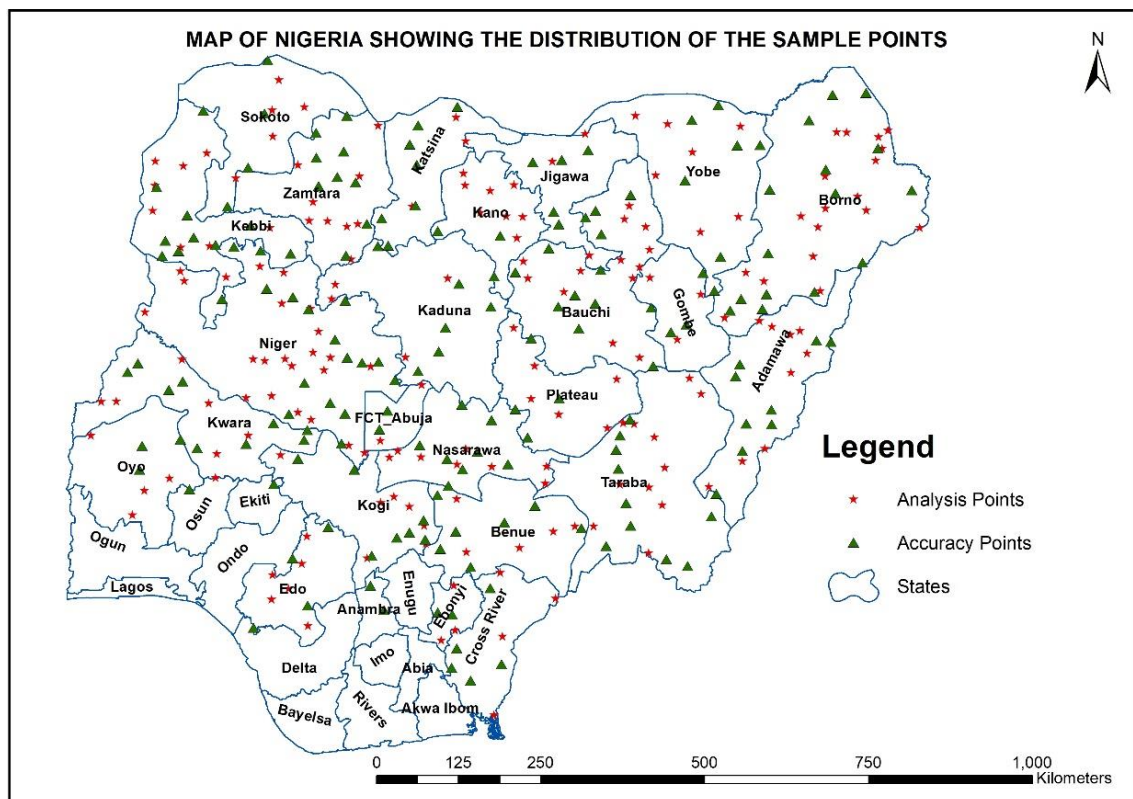 MAP OF NIGERIA SHOWING THE DISTRIBUTION OF THE SAMPLE POINTS
N
Sokoto
Katsina
Zamfara
Jigawa
Yobe
Kano
Borno
Kebbi
Kaduna
Bauchi
Gombe
Niger
Adamawa
Plateau
FCT_Abuja
Kwara
Nasarawa
Oyo
Taraba
Osun
Ekiti
Kogi
Benue
Ogun
Ondo
Lagos
Edo
Enugu
Ebonyi
Anambra
Cross River
Imo
Delta
Abia
Bayelsa
Rivers
Akwa Ibom
Legend
Analysis Points
Accuracy Points
States
0 125 250 500 750 1,000
Kilometers